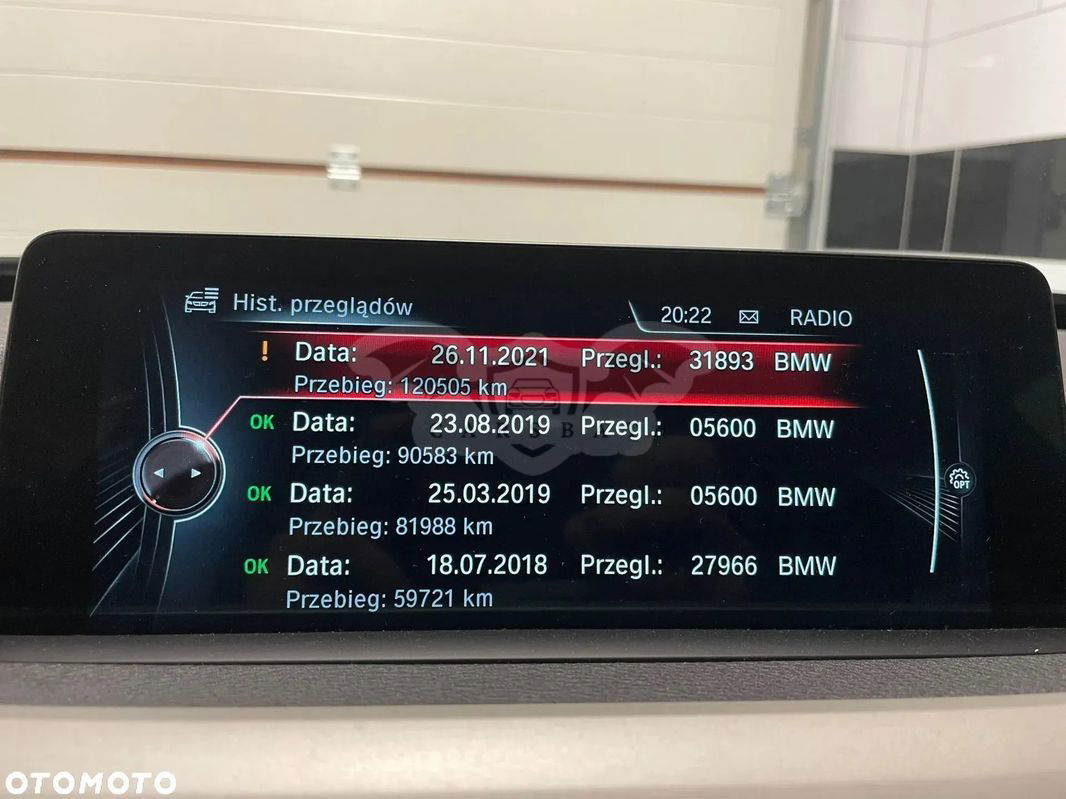 Hist. przeglądów 20:22 RADIO
! Data: 26.11.2021 Przegl.: 31893 BMW
Przebieg: 120505 km
OK Data: 23.08.2019 Przegl.: 05600 BMW
Przebieg: 90583 km
OK Data: 25.03.2019 Przegl.: 05600 BMW
Przebieg: 81988 km
OPT
OK Data: 18.07.2018 Przegl.: 27966 BMW
Przebieg: 59721 km
OTOMOTO